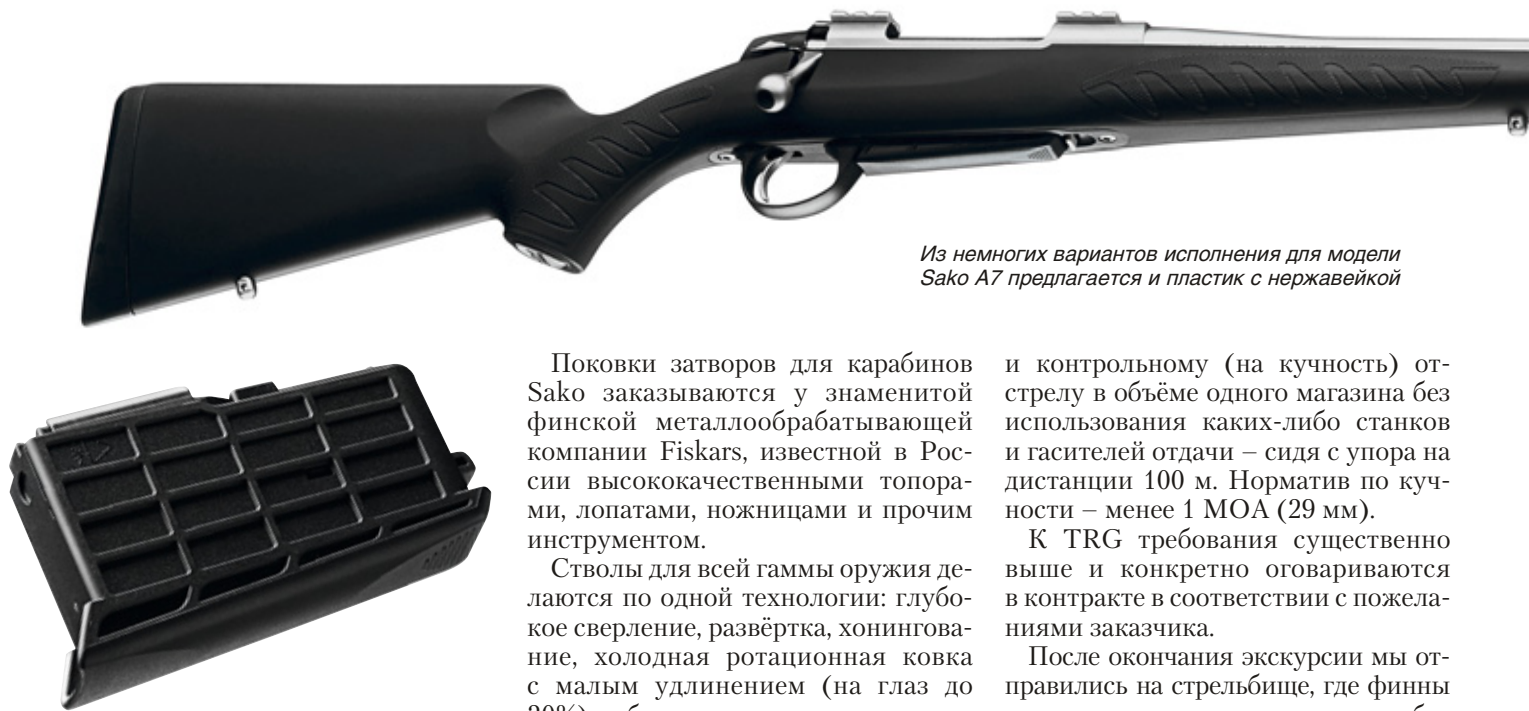 Из немногих вариантов исполнения для модели
Sako A7 предлагается и пластик с нержавейкой
Поковки затворов для карабинов
Sako заказываются у знаменитой
финской металлообрабатывающей
компании Fiskars, известной в Рос-
сии высококачественными топора-
ми, лопатами, ножницами и прочим
инструментом.
Стволы для всей гаммы оружия де-
лаются по одной технологии: глубо-
кое сверление, развёртка, хонингова-
ние, холодная ротационная ковка
с малым удлинением (на глаз до
и контрольному (на кучность) от-
стрелу в объёме одного магазина без
использования каких-либо станков
и гасителей отдачи – сидя с упора на
дистанции 100 м. Норматив по куч-
ности – менее 1 МОА (29 мм).
К TRG требования существенно
выше и конкретно оговариваются
в контракте в соответствии с пожела-
ниями заказчика.
После окончания экскурсии мы от-
правились на стрельбище, где финны